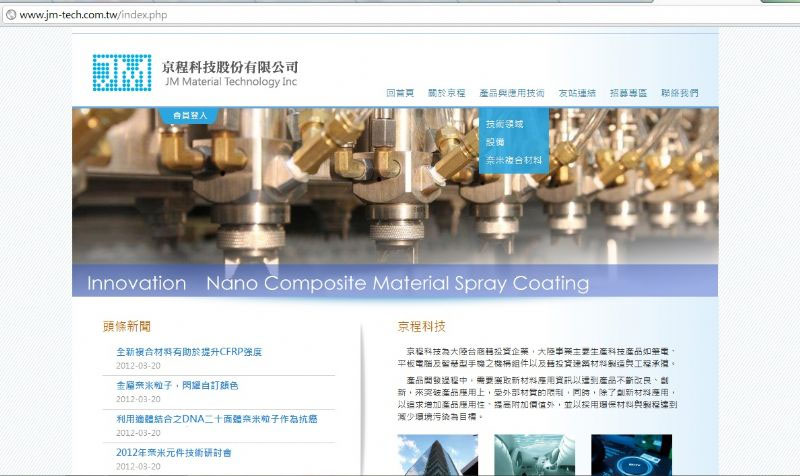 www.jm-tech.com.tw/index.php
JM
京程科技股份有限公司
JM Material Technology Inc
回首頁 關於京程 產品與應用技術 友站連結 招募專區 聯絡我們
會員登入
技術領域
設備
奈米複合材料
Innovation Nano Composite Material Spray Coating
頭條新聞
全新複合材料有助於提升CFRP強度
2012-03-20
金屬奈米粒子，閃耀自訂顏色
2012-03-20
利用適體結合之DNA二十面體奈米粒子作為抗癌
2012-03-20
2012年奈米元件技術研討會
2012-03-20
京程科技
京程科技為大陸台商轉投資企業，大陸事業主要生產科技產品如筆電、
平板電腦及智慧型手機之機構組件以及轉投資建築材料製造與工程承攬。
產品開發過程中，需要獲取新材料應用資訊以達到產品不斷改良、創
新，來突破產品應用上，受外部材質的限制，同時，除了創新材料應用，
以追求增加產品應用性、提高附加價值外，並以採用環保材料與製程達到
減少環境污染為目標。